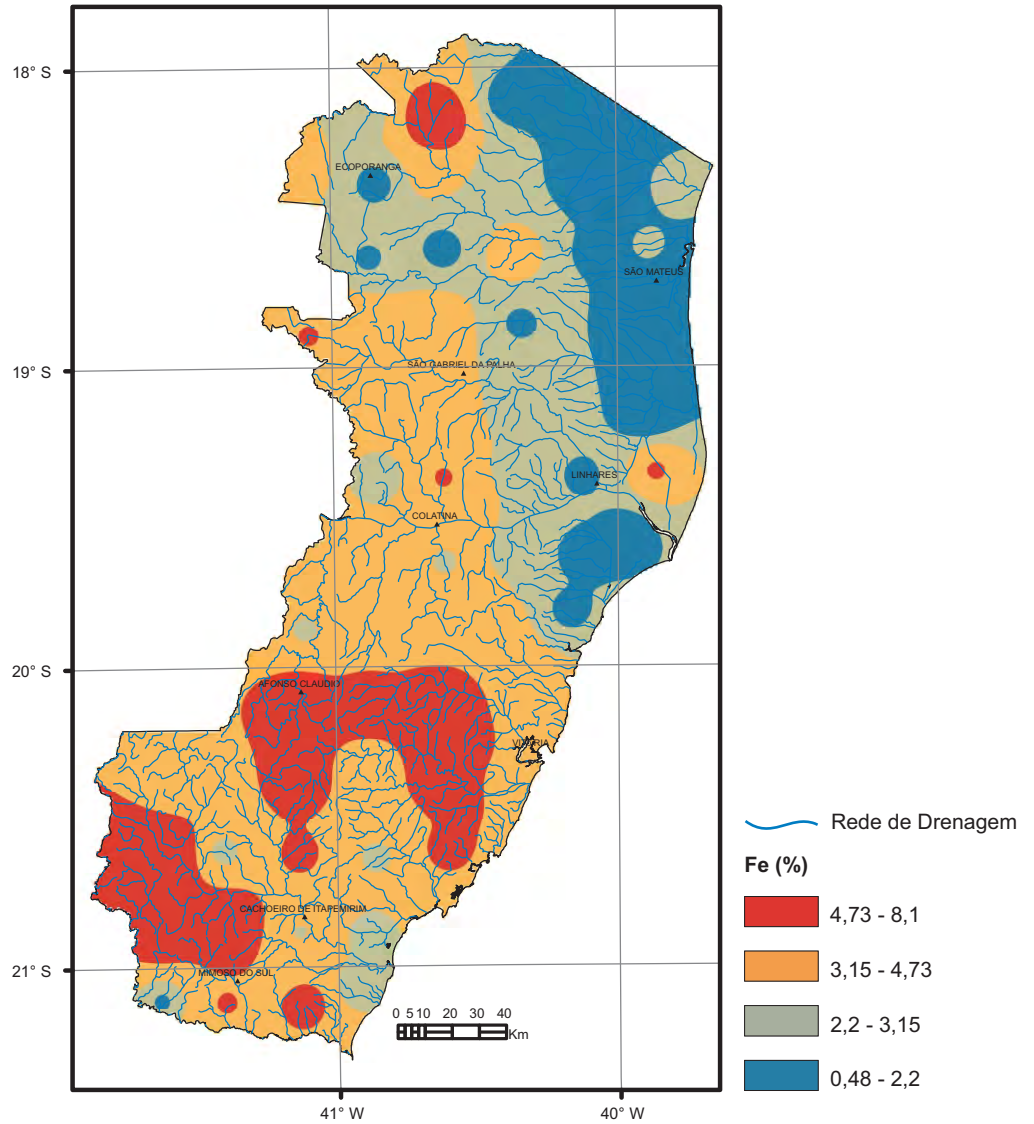 18° S
ECOPORANGA
SÃO MATEUS
19° S
SÃO GABRIEL DA PALHA
LINHARES
COLATINA
20° S
AFONSO CLAUDIO
VITÓRIA
CACHOEIRO DE ITAPEMIRIM
21° S
MIMOSO DO SUL
0 5 10 20 30 40
Km
41° W 40° W
Rede de Drenagem
Fe (%)
4,73 - 8,1
3,15 - 4,73
2,2 - 3,15
0,48 - 2,2